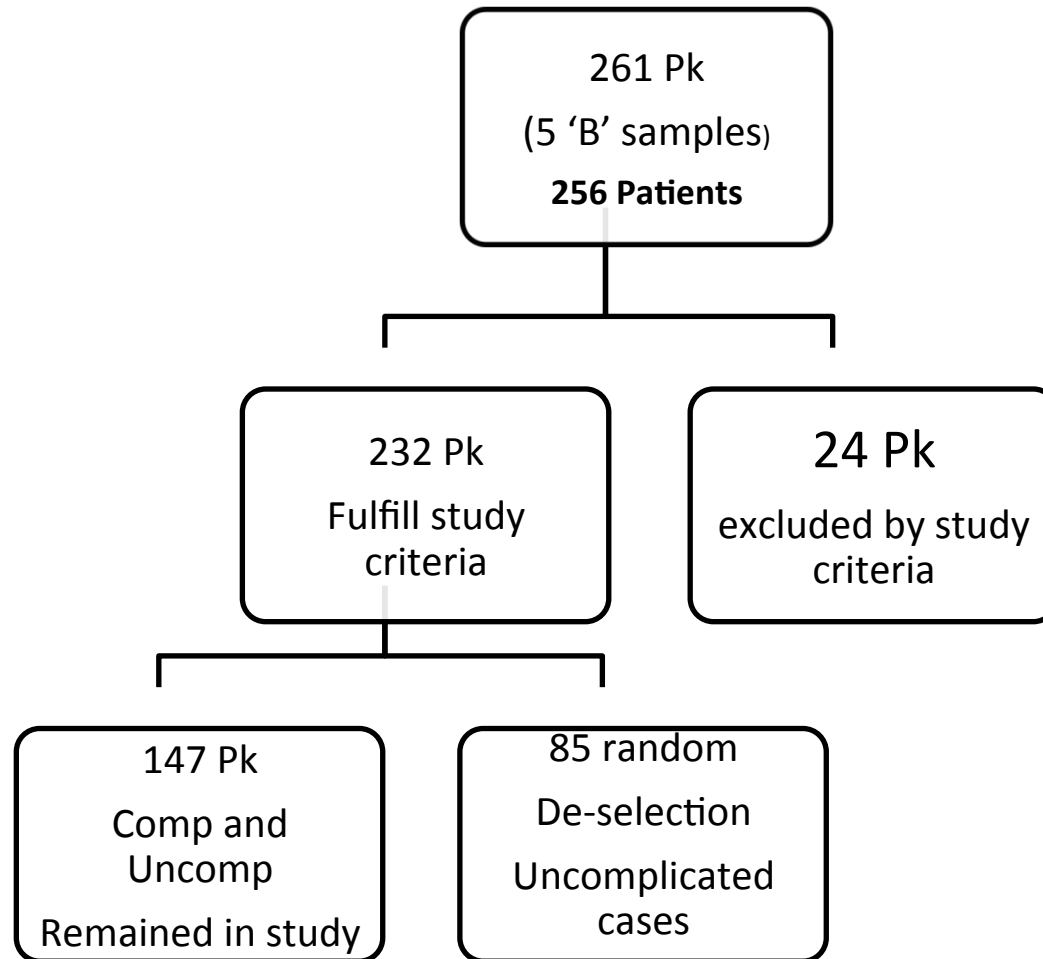 261 Pk
(5 ‘B’ samples)
256 Patients
232 Pk
Fulfill study
criteria
24 Pk
excluded by study
criteria
147 Pk
Comp and
Uncomp
Remained in study
85 random
De-selection
Uncomplicated
cases